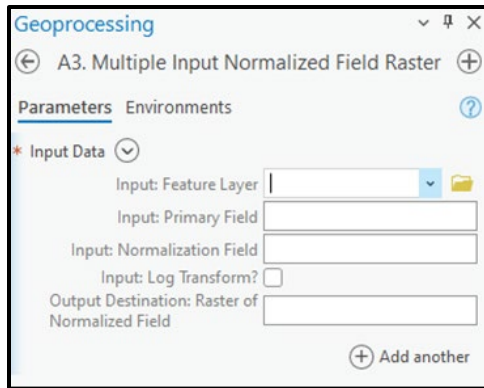 Geoprocessing
A3. Multiple Input Normalized Field Raster
Parameters Environments
* Input Data
Input: Feature Layer
Input: Primary Field
Input: Normalization Field
Input: Log Transform?
Output Destination: Raster of
Normalized Field
Add another